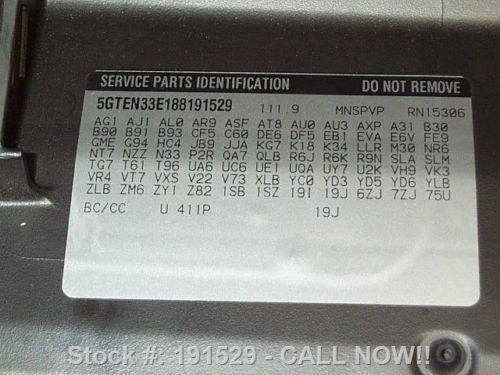 SERVICE PARTS IDENTIFICATION DO NOT REMOVE
5GTEN33E188191529 111.9 MNSPVP RN15306
AG1 AJ1 AL0 AR9 ASF AT8 AU0 AU3 AXP A31 B30
B90 B91 B93 CF5 C60 DE6 DF5 EB1 EVA E6V FE9
GME G94 HC4 JB9 JJA KG7 K18 K34 LLR M30 NR6
NT7 NZZ N33 P2R QA7 QLB R6J R6K R9N SLA SLM
TG7 T61 T96 UA6 UC6 UE1 UQA UY7 U2K VH9 VK3
VR4 VT7 VXS V22 V73 XLB YC0 YD3 YD5 YD6 YLB
ZLB ZM6 ZY1 Z82 1SB 1SZ 19I 19J 6ZJ 7ZJ 75U
BC/CC U 411P 19J
Stock #: 191529 - CALL NOW!!